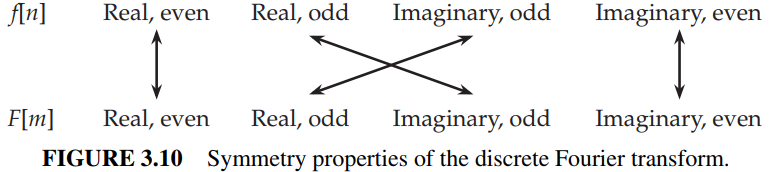 f[n] Real, even Real, odd Imaginary, odd Imaginary, even
F[m] Real, even Real, odd Imaginary, odd Imaginary, even
FIGURE 3.10 Symmetry properties of the discrete Fourier transform.